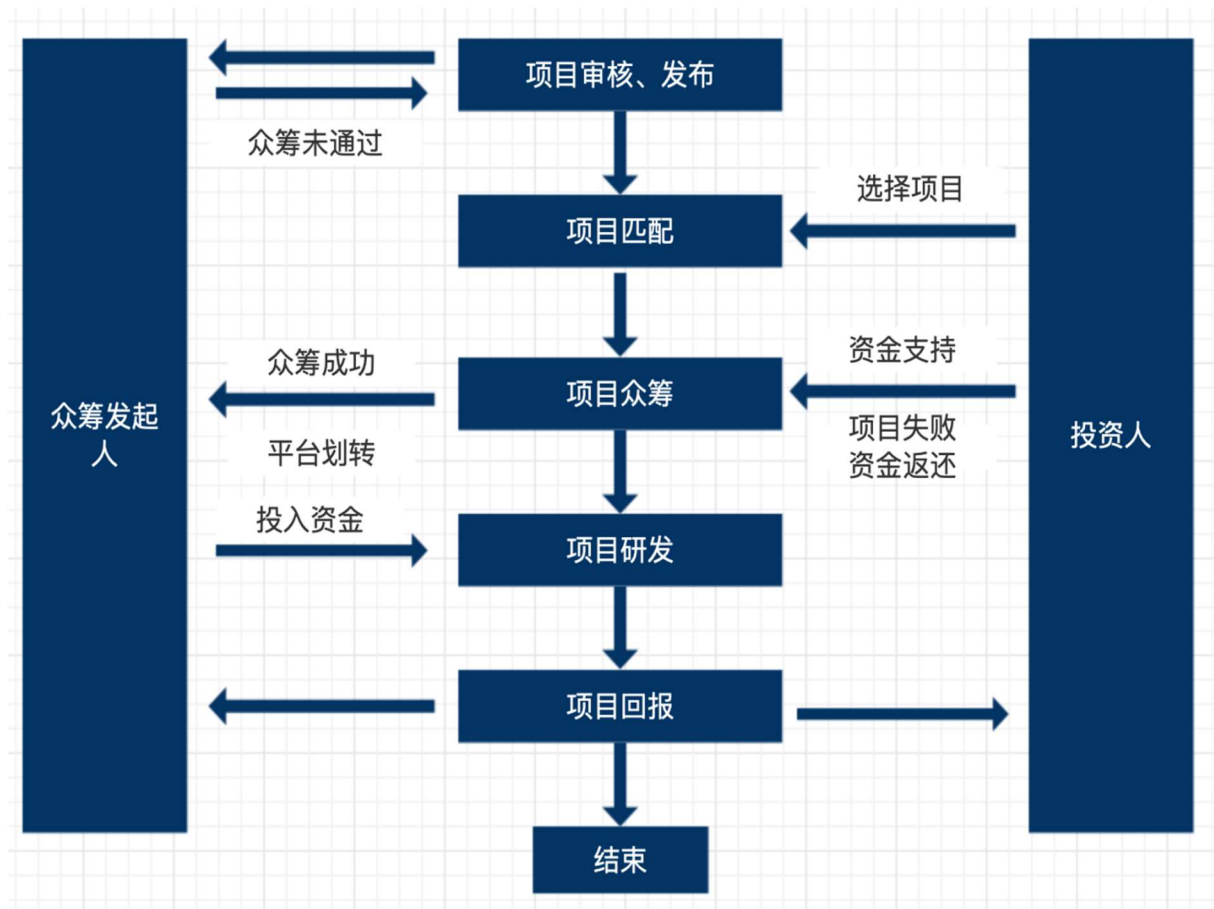 项目审核、发布
众筹未通过
选择项目
项目匹配
众筹成功
资金支持
项目众筹
众筹发起
人
平台划转
项目失败
资金返还
投资人
投入资金
项目研发
项目回报
结束